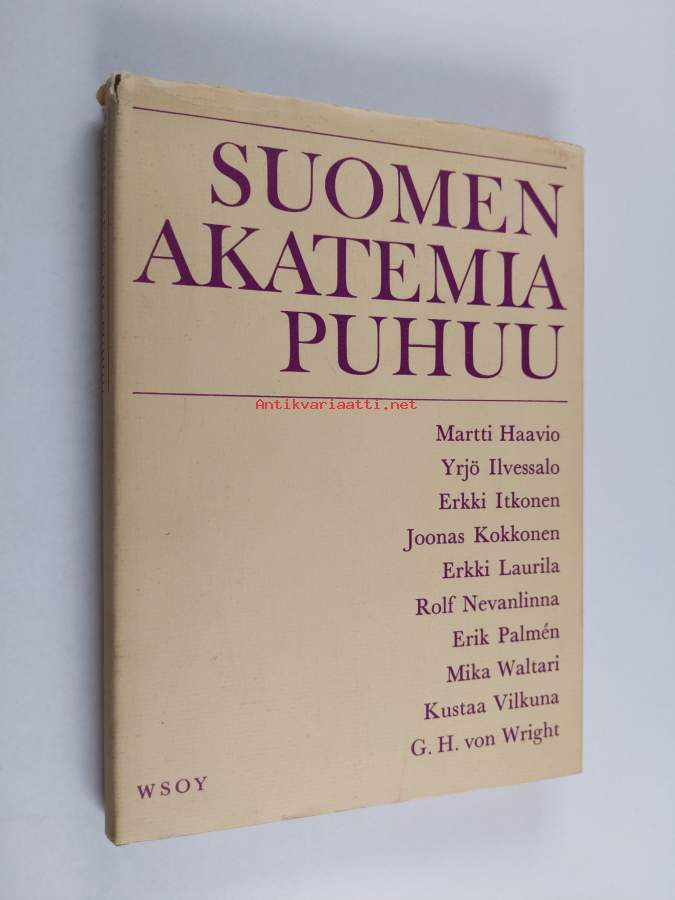 SUOMEN
AKATEMIA
PUHUU
Antikvariaatti.net
Martti Haavio
Yrjö Ilvessalo
Erkki Itkonen
Joonas Kokkonen
Erkki Laurila
Rolf Nevanlinna
Erik Palmén
Mika Waltari
Kustaa Vilkuna
G. H. von Wright
WSOY